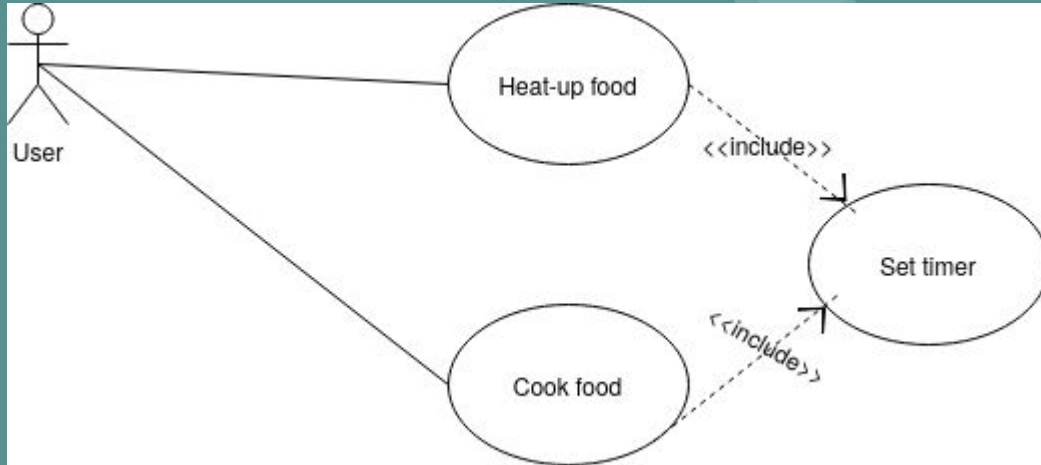 Heat-up food
<<include>>
User
Set timer
<<include>>
Cook food